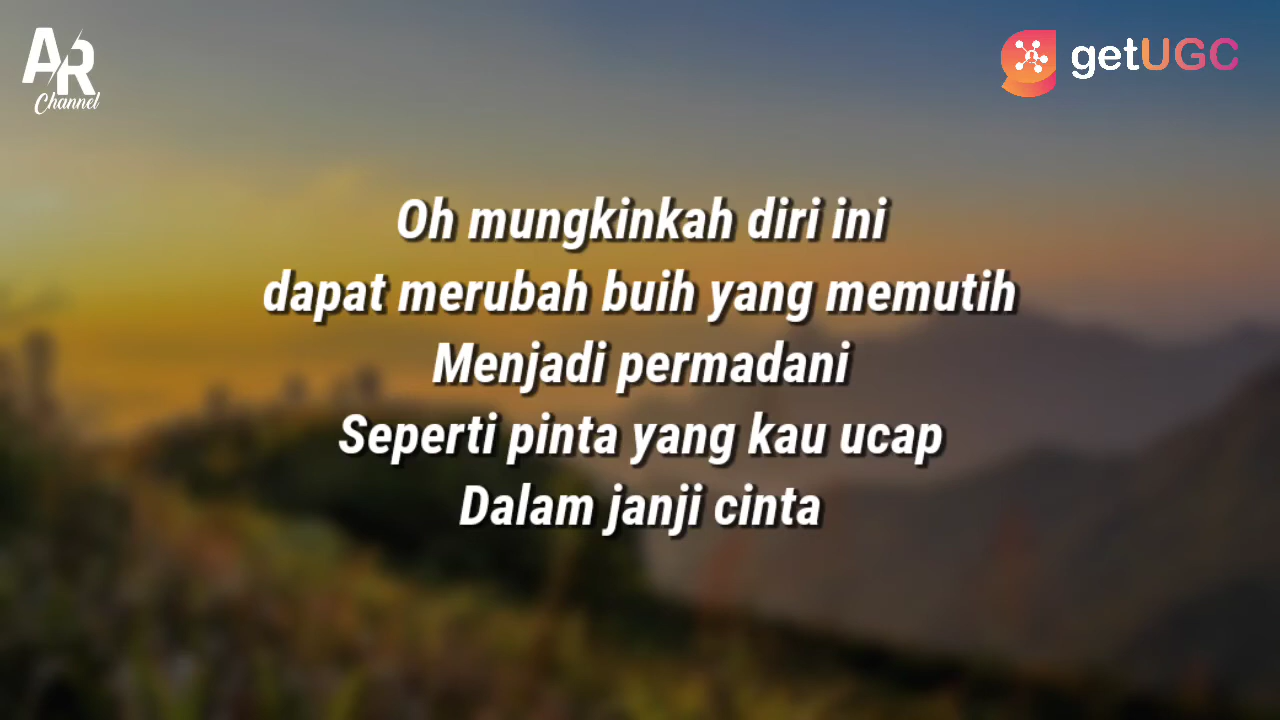 AR
Channel
getUGC
Oh mungkinkah diri ini
dapat merubah buih yang memutih
Menjadi permadani
Seperti pinta yang kau ucap
Dalam janji cinta